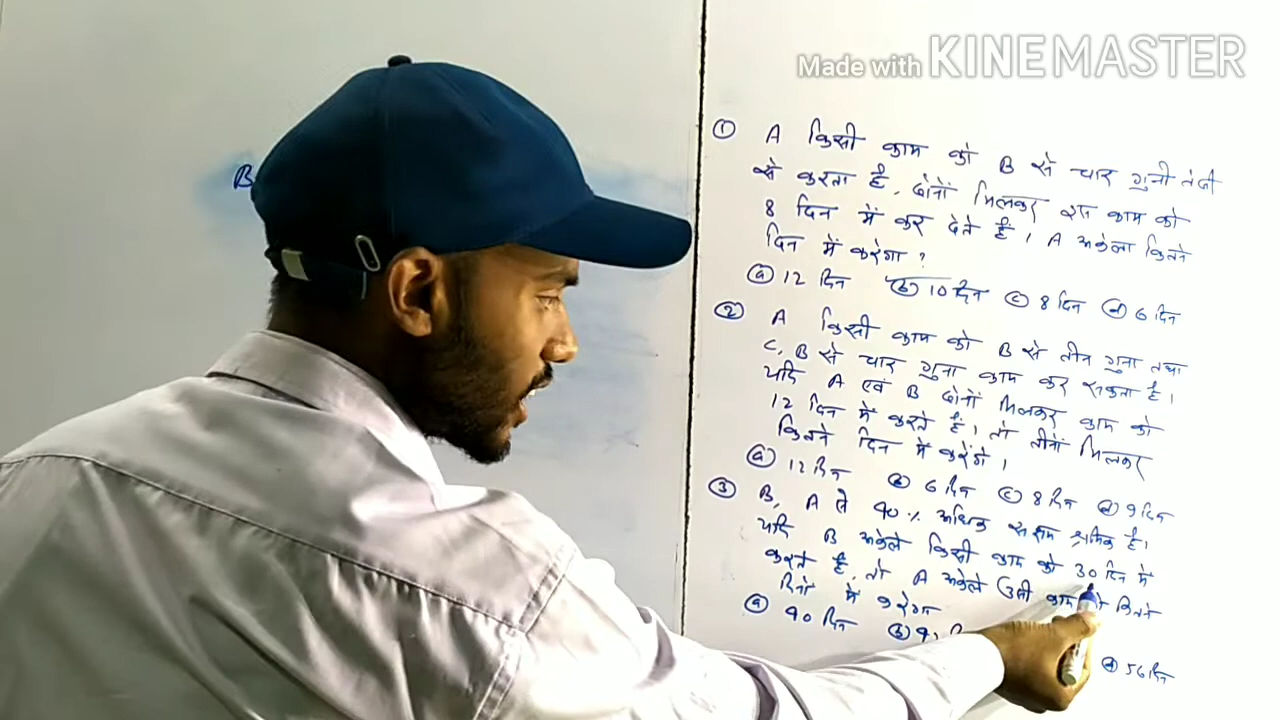 Made with KINEMASTER
B
① A किसी काम को B से चार गुनी तेजी
से करता है, दोनों मिलकर उस काम को
8 दिन में कर देते हैं। A अकेला कितने
दिन में करेगा ?
ⓐ 12 दिन ⓑ 10 दिन ⓒ 8 दिन ⓓ 6 दिन
② A किसी काम को B से तीन गुना तथा
C, B से चार गुना काम कर सकता है।
यदि A एवं B दोनों मिलकर काम को
12 दिन में करते हैं। तो तीनों मिलकर
कितने दिन में करेंगे।
ⓐ 12 दिन ⓑ 6 दिन ⓒ 8 दिन ⓓ 9 दिन
③ B, A से 40% अधिक सक्षम श्रमिक है।
यदि B अकेले किसी काम को 30 दिन में
करते है, तो A अकेले उसी काम कितने
दिनों में करेगा
ⓐ 40 दिन ⓑ
ⓓ 56 दिन